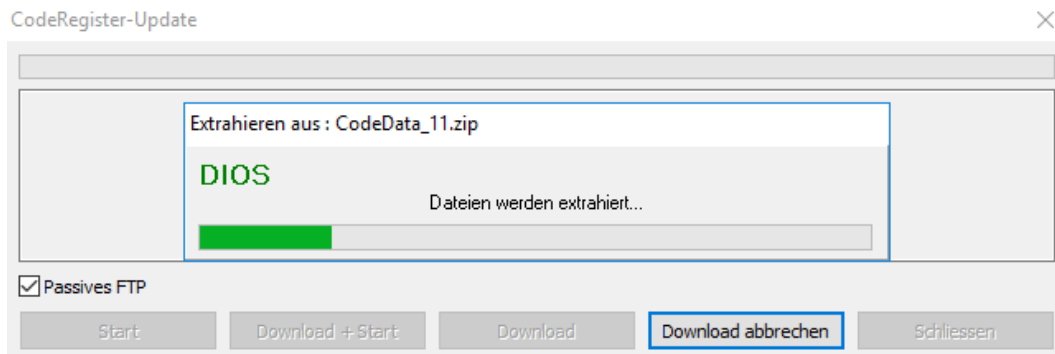 CodeRegister-Update
Extrahieren aus : CodeData_11.zip
DIOS
Dateien werden extrahiert...
Passives FTP
Start
Download + Start
Download
Download abbrechen
Schliessen